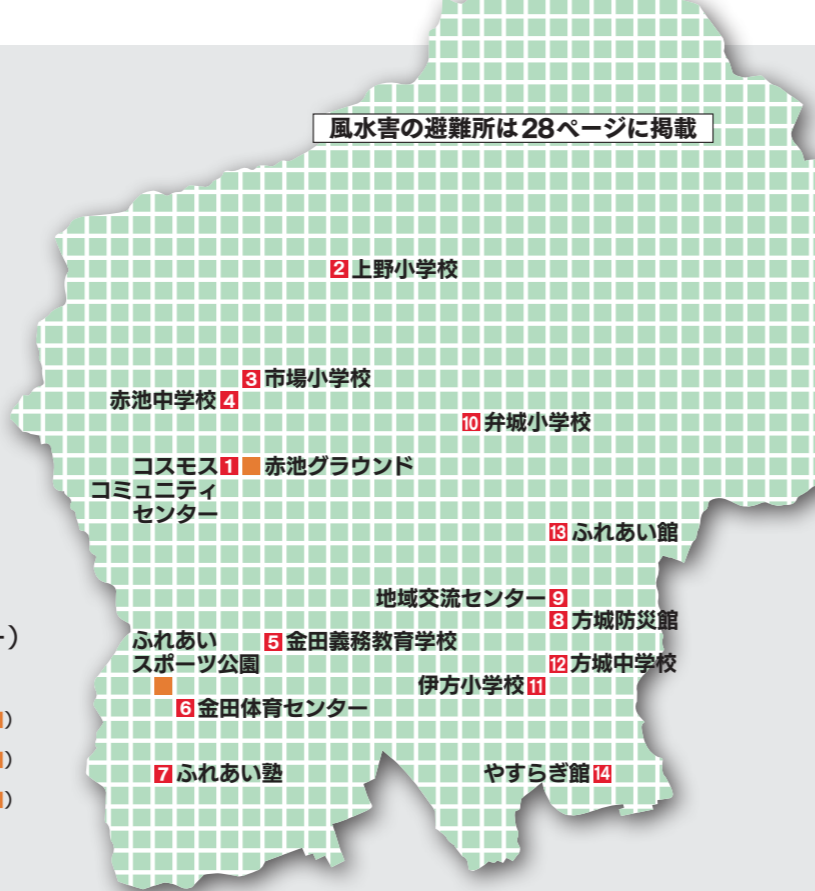 風水害の避難所は28ページに掲載
2 上野小学校
3 市場小学校
赤池中学校 4
10 弁城小学校
コスモス 1
コミュニティ
センター
赤池グラウンド
13 ふれあい館
地域交流センター 9
8 方城防災館
ふれあい
スポーツ公園
5 金田義務教育学校
12 方城中学校
伊方小学校 11
6 金田体育センター
7 ふれあい塾
やすらぎ館 14